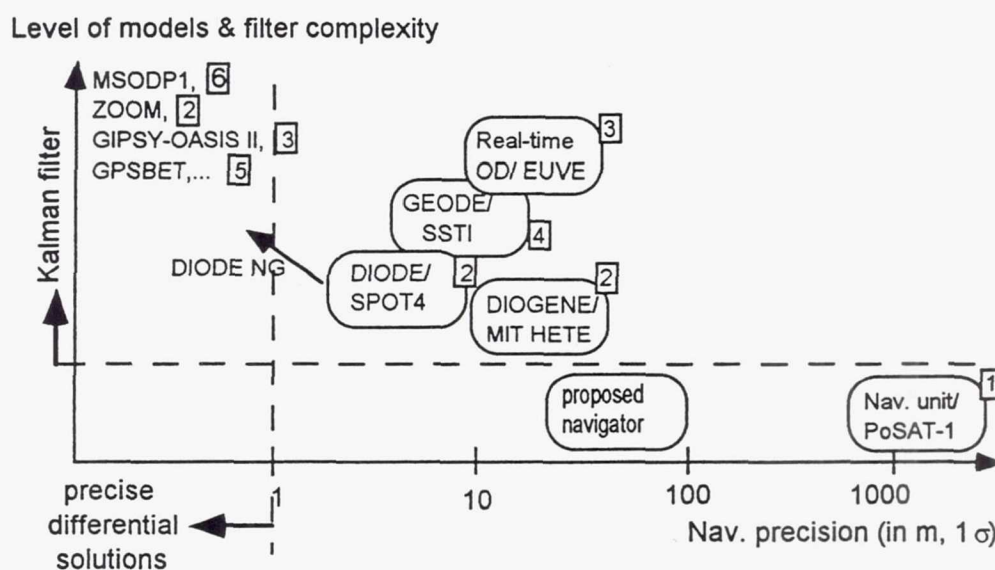 Level of models & filter complexity
MSODP1, 6
ZOOM, 2
GIPSY-OASIS II, 3
GPSBET,... 5
Kalman filter
Real-time 3
OD/ EUVE
GEODE/
SSTI 4
DIODE NG
DIODE/ 2
SPOT4
DIOGENE/ 2
MIT HETE
proposed
navigator
Nav. unit/ 1
PoSAT-1
1 10 100 1000
precise
differential
solutions
Nav. precision (in m, 1 σ)